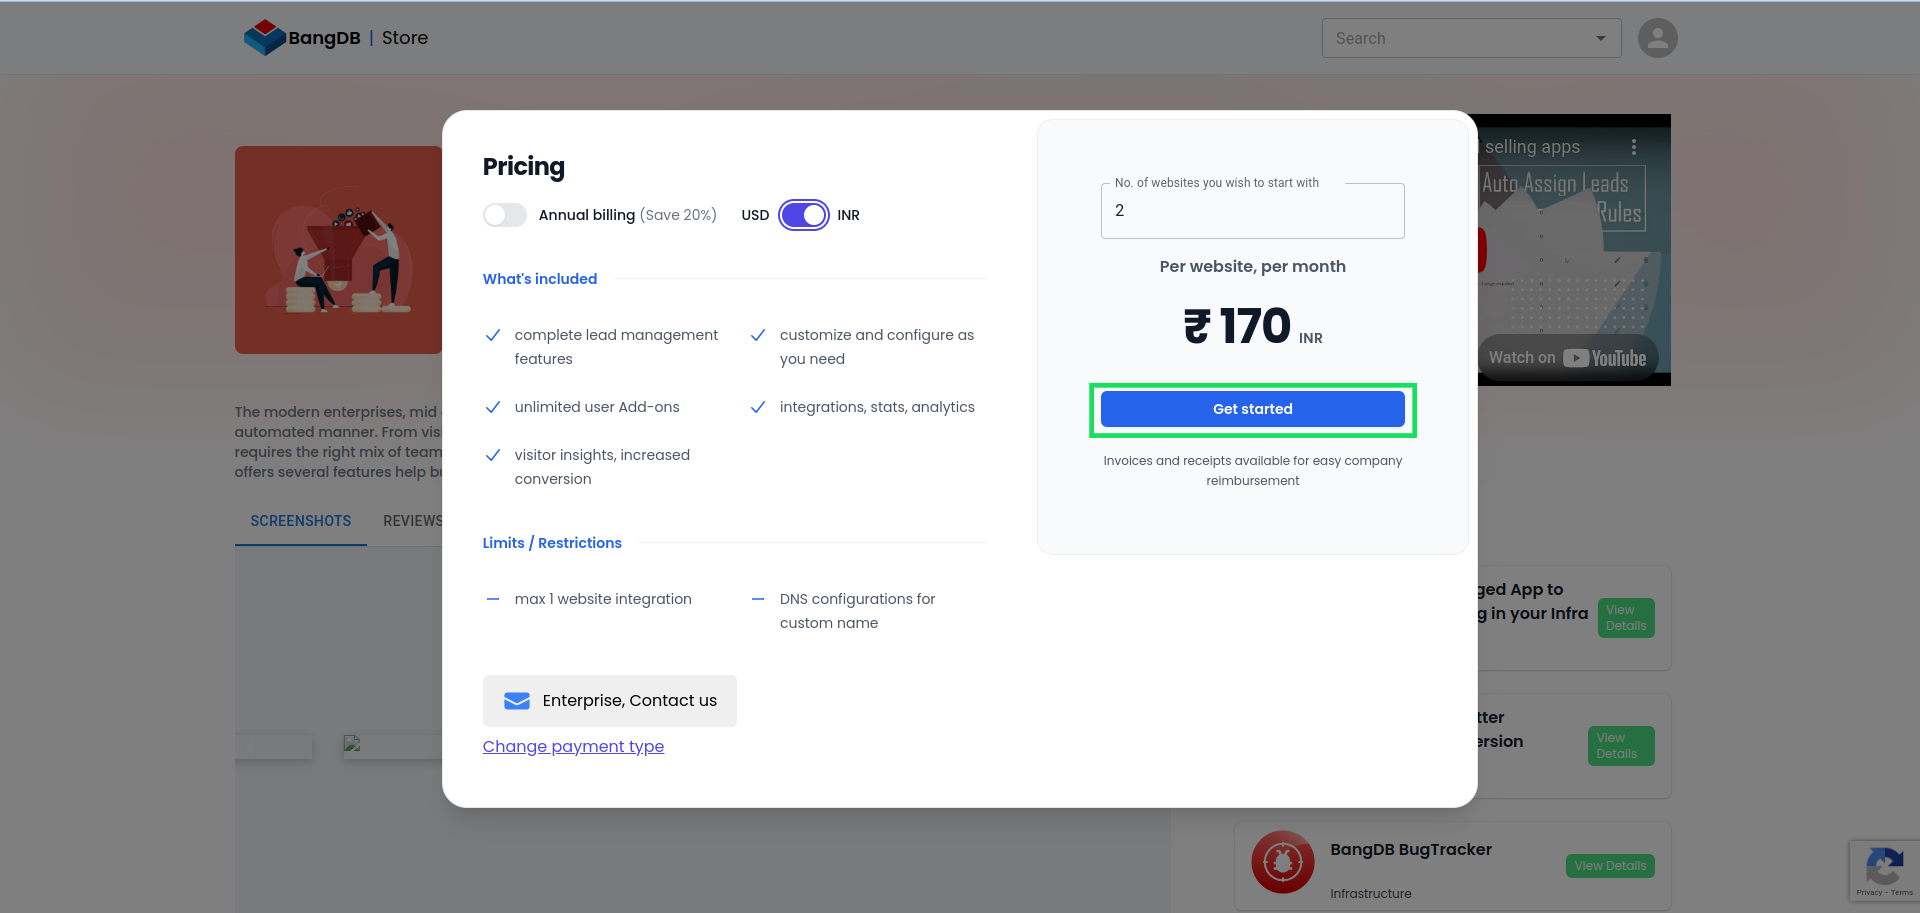 BangDB | Store
Search
selling apps
Auto Assign Leads
Rules
Watch on YouTube
The modern enterprises, mid
automated manner. From visi
requires the right mix of team
offers several features help bu
SCREENSHOTS REVIEWS
Pricing
Annual billing (Save 20%) USD INR
What's included
complete lead management
features
customize and configure as
you need
unlimited user Add-ons
integrations, stats, analytics
visitor insights, increased
conversion
Limits / Restrictions
max 1 website integration
DNS configurations for
custom name
Enterprise, Contact us
Change payment type
No. of websites you wish to start with
2
Per website, per month
₹ 170 INR
Get started
Invoices and receipts available for easy company
reimbursement
ged App to
g in your Infra
View
Details
tter
ersion
View
Details
BangDB BugTracker
Infrastructure
View Details
Privacy - Terms